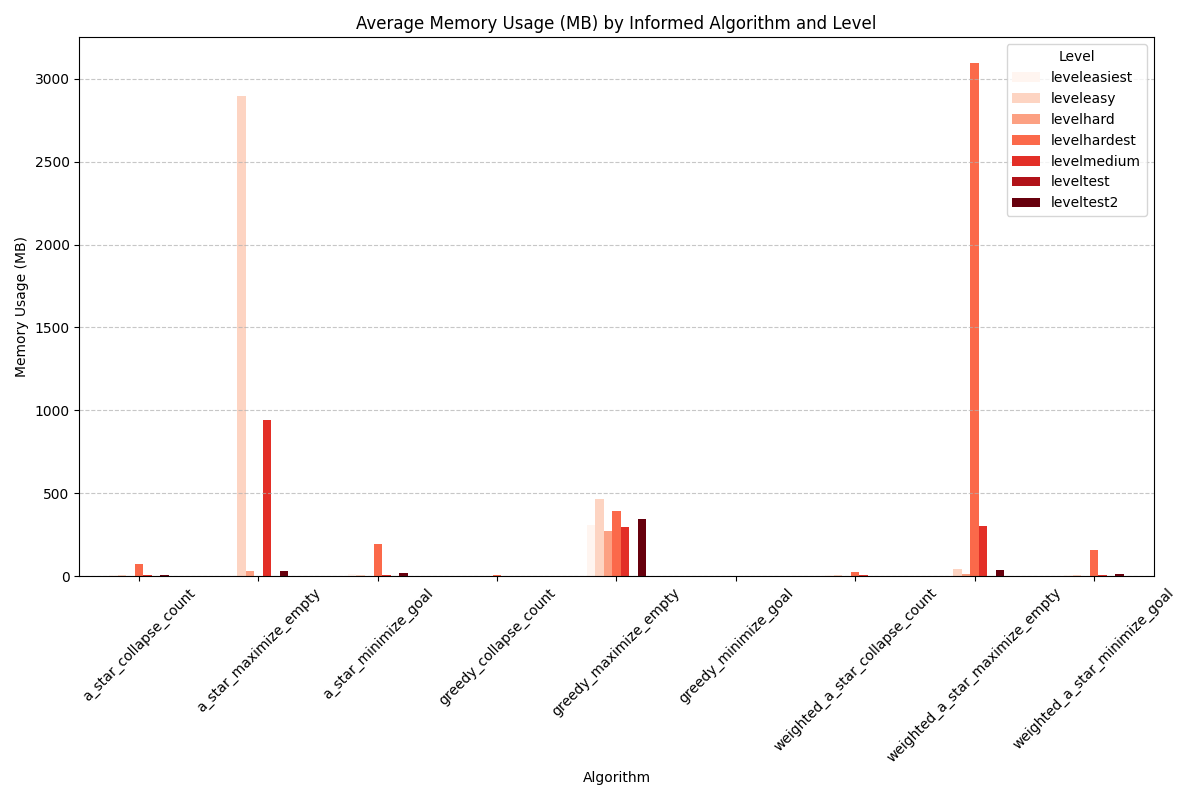 Average Memory Usage (MB) by Informed Algorithm and Level
Level
leveleasiest
leveleasy
levelhard
levelhardest
levelmedium
leveltest
leveltest2
Memory Usage (MB)
3000
2500
2000
1500
1000
500
0
a_star_collapse_count
a_star_maximize_empty
a_star_minimize_goal
greedy_collapse_count
greedy_maximize_empty
greedy_minimize_goal
weighted_a_star_collapse_count
weighted_a_star_maximize_empty
weighted_a_star_minimize_goal
Algorithm